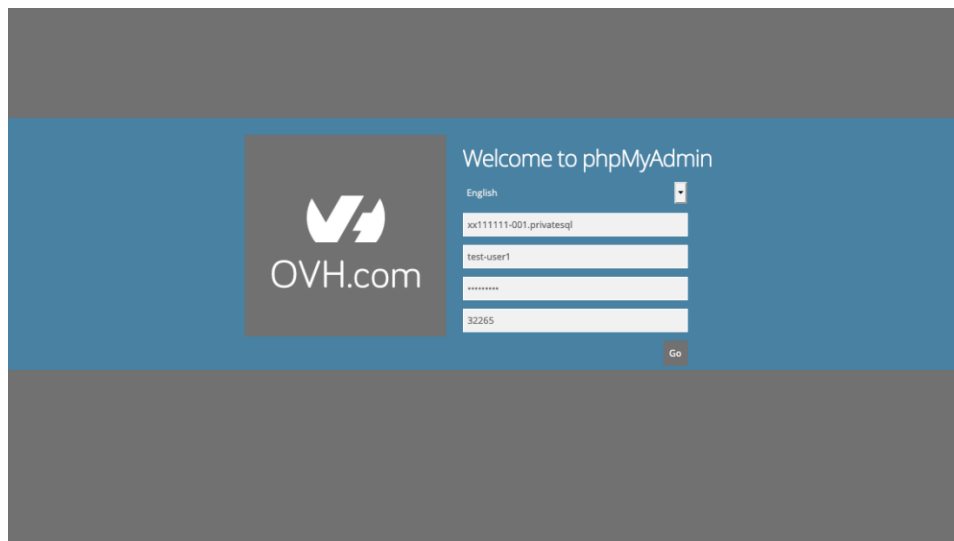 Welcome to phpMyAdmin
English
xx111111-001.privatesql
test-user1
•••••••••
32265
Go
OVH.com